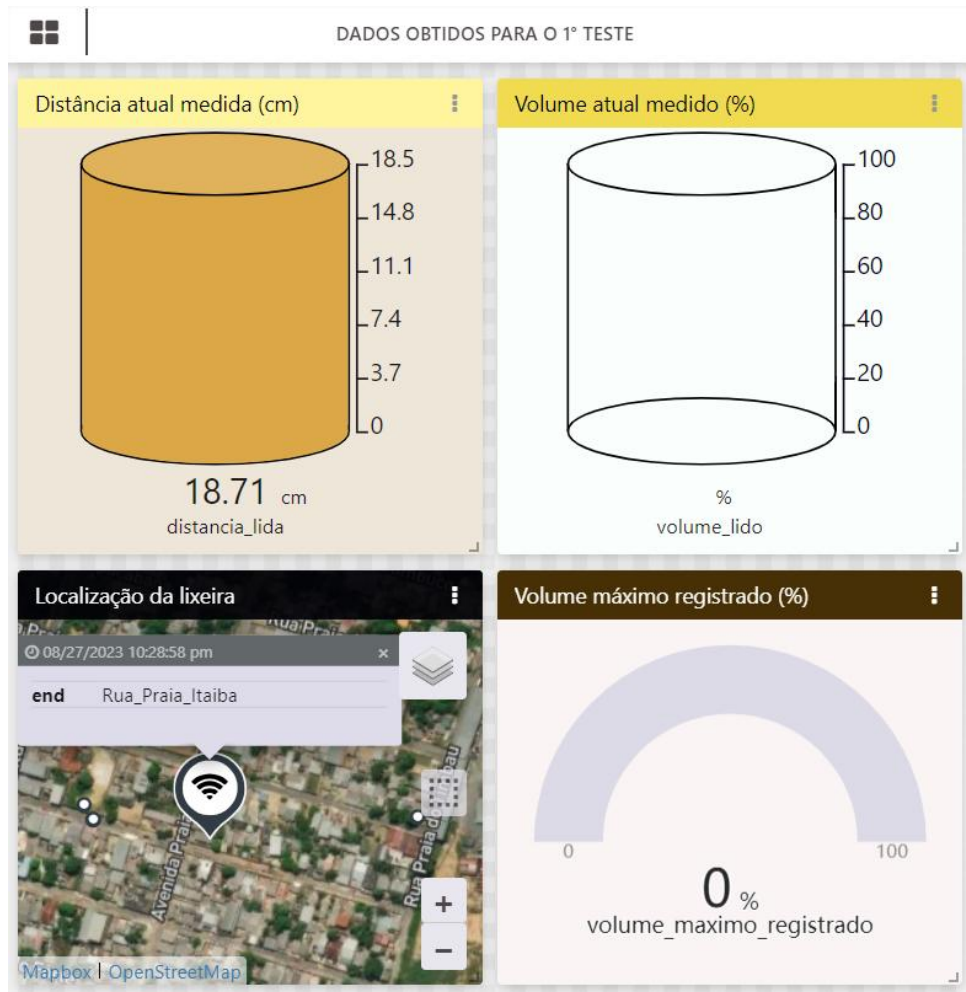 DADOS OBTIDOS PARA O 1° TESTE
Distância atual medida (cm)
18.5
14.8
11.1
7.4
3.7
0
18.71 cm
distancia_lida
Volume atual medido (%)
100
80
60
40
20
0
%
volume_lido
Localização da lixeira
08/27/2023 10:28:58 pm ×
end Rua_Praia_Itaiba
Avenida Praia
Rua Praia
+
−
Mapbox | OpenStreetMap
Volume máximo registrado (%)
0 100
0 %
volume_maximo_registrado